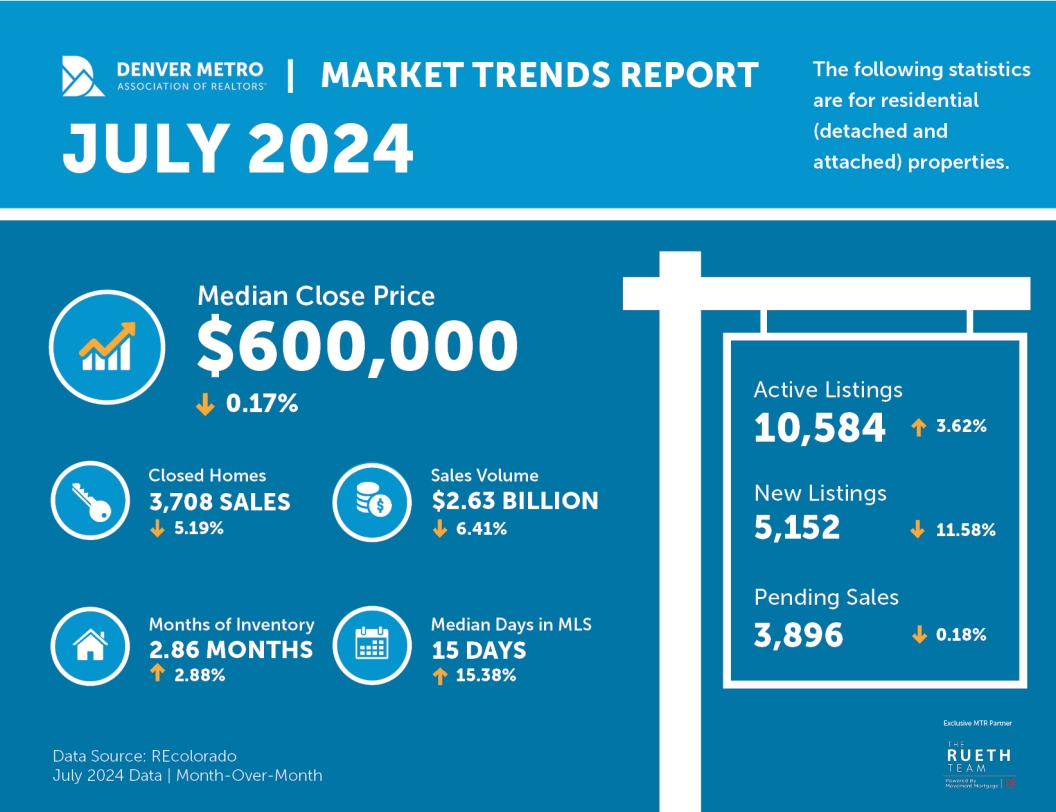 DENVER METRO
ASSOCIATION OF REALTORS®
| MARKET TRENDS REPORT
JULY 2024
The following statistics
are for residential
(detached and
attached) properties.
Median Close Price
$600,000
↓ 0.17%
Closed Homes
3,708 SALES
↓ 5.19%
Sales Volume
$2.63 BILLION
↓ 6.41%
Months of Inventory
2.86 MONTHS
↑ 2.88%
Median Days in MLS
15 DAYS
↑ 15.38%
Active Listings
10,584 ↑ 3.62%
New Listings
5,152 ↓ 11.58%
Pending Sales
3,896 ↓ 0.18%
Data Source: REcolorado
July 2024 Data | Month-Over-Month
Exclusive MTR Partner
THE
RUETH
TEAM
Powered By
Movement Mortgage